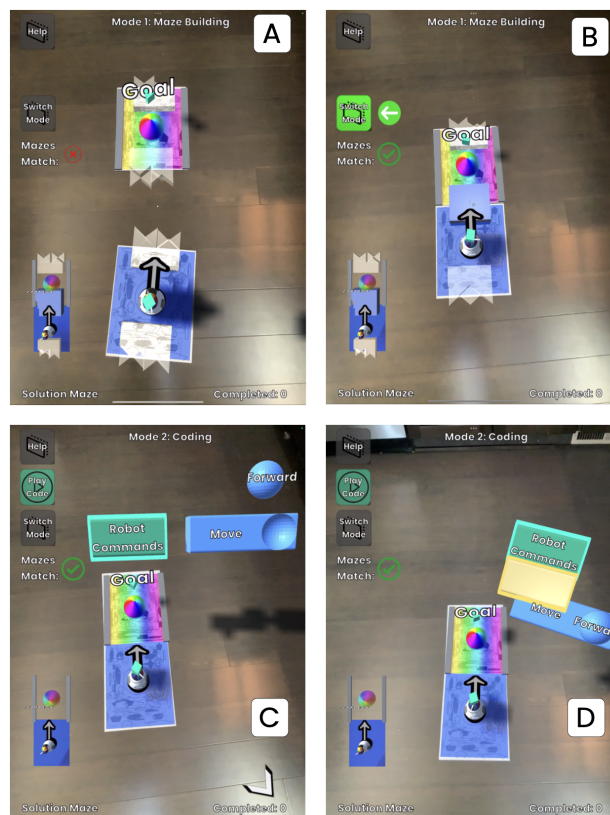 Mode 1: Maze Building
A
Help
Goal
Switch
Mode
Mazes
Match:
Solution Maze
Completed: 0
Mode 1: Maze Building
B
Help
Switch
Mode
Goal
Mazes
Match:
Solution Maze
Completed: 0
Mode 2: Coding
Help
Play
Code
Forward
Switch
Mode
Robot
Commands
Move
Mazes
Match:
Goal
C
Solution Maze
Completed: 0
Mode 2: Coding
Help
Play
Code
Switch
Mode
Robot
Commands
Mazes
Match:
Goal
Move
D
Solution Maze
Completed: 0